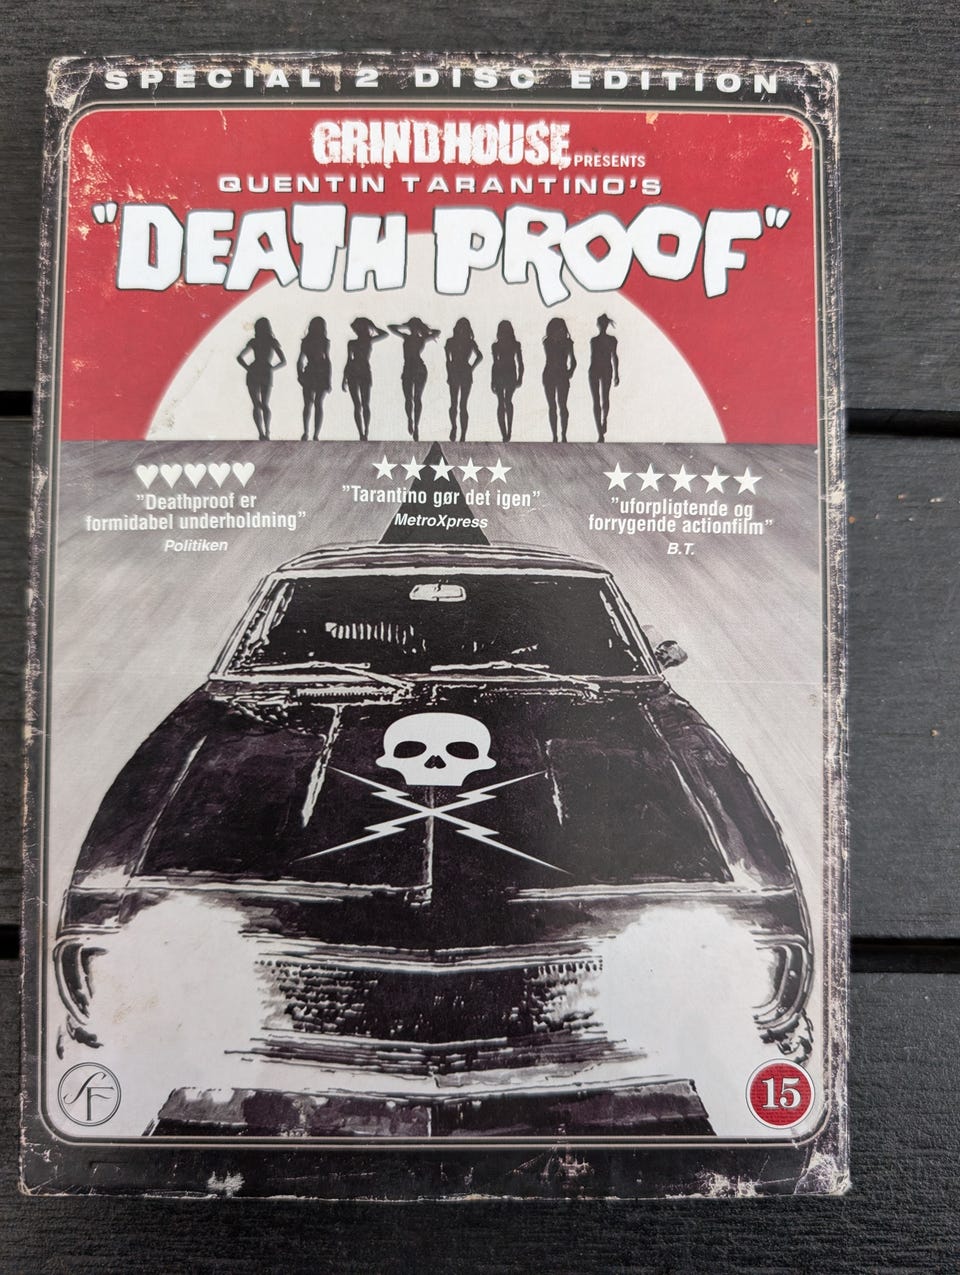 SPECIAL 2 DISC EDITION
GRINDHOUSE PRESENTS
QUENTIN TARANTINO'S
"DEATH PROOF"
"Deathproof er
formidabel underholdning"
Politiken
"Tarantino gør det igen"
MetroXpress
"uforpligtende og
forrygende actionfilm"
B.T.
SF
15